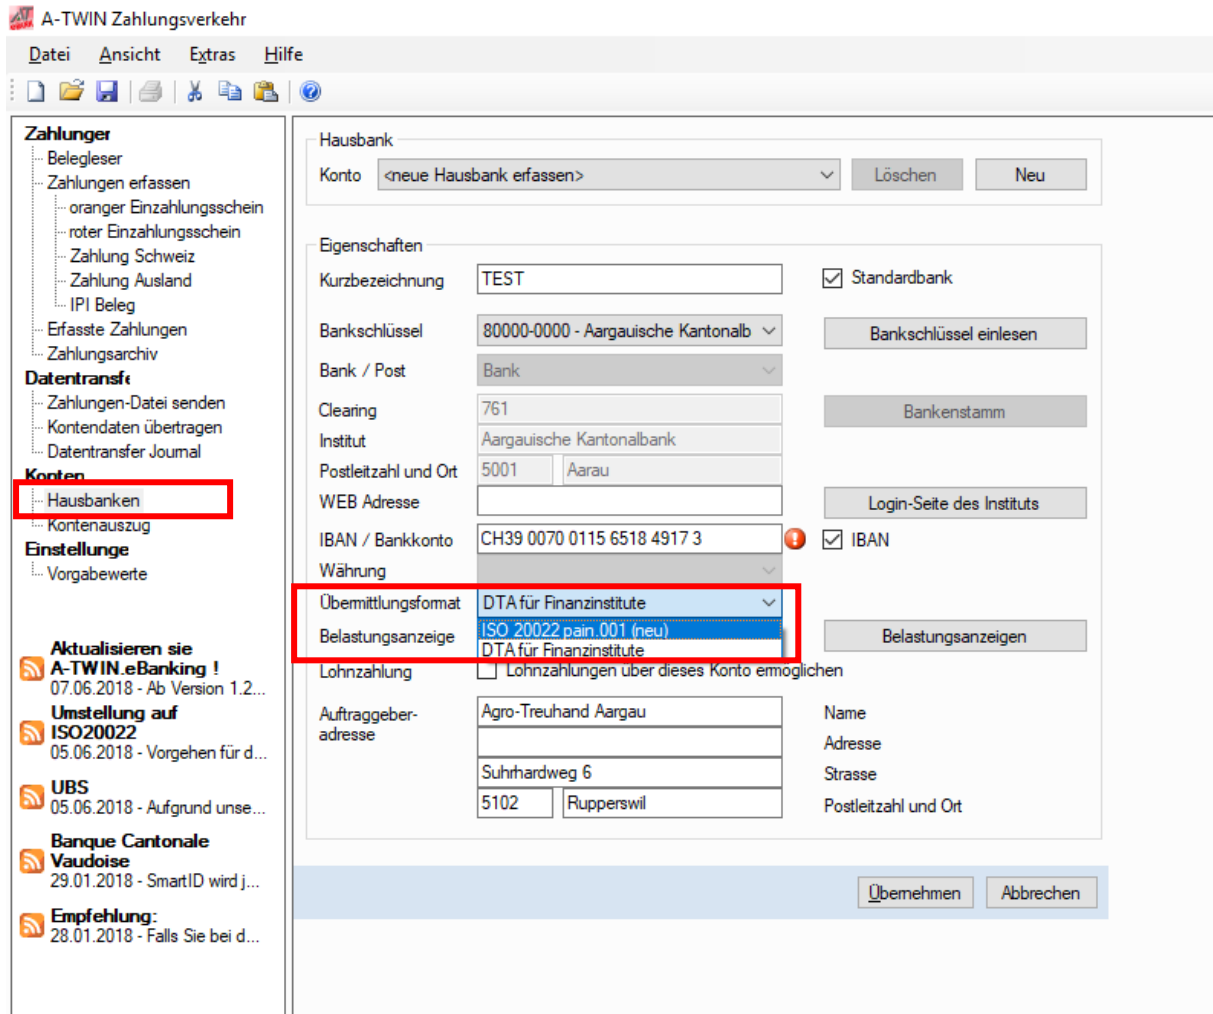 A-TWIN Zahlungsverkehr
Datei Ansicht Extras Hilfe
Zahlunger
Belegleser
Zahlungen erfassen
oranger Einzahlungsschein
roter Einzahlungsschein
Zahlung Schweiz
Zahlung Ausland
IPI Beleg
Erfasste Zahlungen
Zahlungsarchiv
Datentransfe
Zahlungen-Datei senden
Kontendaten übertragen
Datentransfer Journal
Konten
Hausbanken
Kontenauszug
Einstellunge
Vorgabewerte
Aktualisieren sie
A-TWIN.eBanking !
07.06.2018 - Ab Version 1.2...
Umstellung auf
ISO20022
05.06.2018 - Vorgehen für d...
UBS
05.06.2018 - Aufgrund unse...
Banque Cantonale
Vaudoise
29.01.2018 - SmartID wird j...
Empfehlung:
28.01.2018 - Falls Sie bei d...
Hausbank
Konto <neue Hausbank erfassen> Löschen Neu
Eigenschaften
Kurzbezeichnung TEST Standardbank
Bankschlüssel 80000-0000 - Aargauische Kantonalb Bankschlüssel einlesen
Bank / Post Bank
Clearing 761 Bankenstamm
Institut Aargauische Kantonalbank
Postleitzahl und Ort 5001 Aarau
WEB Adresse Login-Seite des Instituts
IBAN / Bankkonto CH39 0070 0115 6518 4917 3 IBAN
Währung
Übermittlungsformat DTA für Finanzinstitute
ISO 20022 pain.001 (neu)
Belastungsanzeige DTA für Finanzinstitute Belastungsanzeigen
Lohnzahlung Lohnzahlungen über dieses Konto ermöglichen
Auftraggeber-
adresse
Agro-Treuhand Aargau Name
Adresse
Suhrhardweg 6 Strasse
5102 Rupperswil Postleitzahl und Ort
Übernehmen Abbrechen